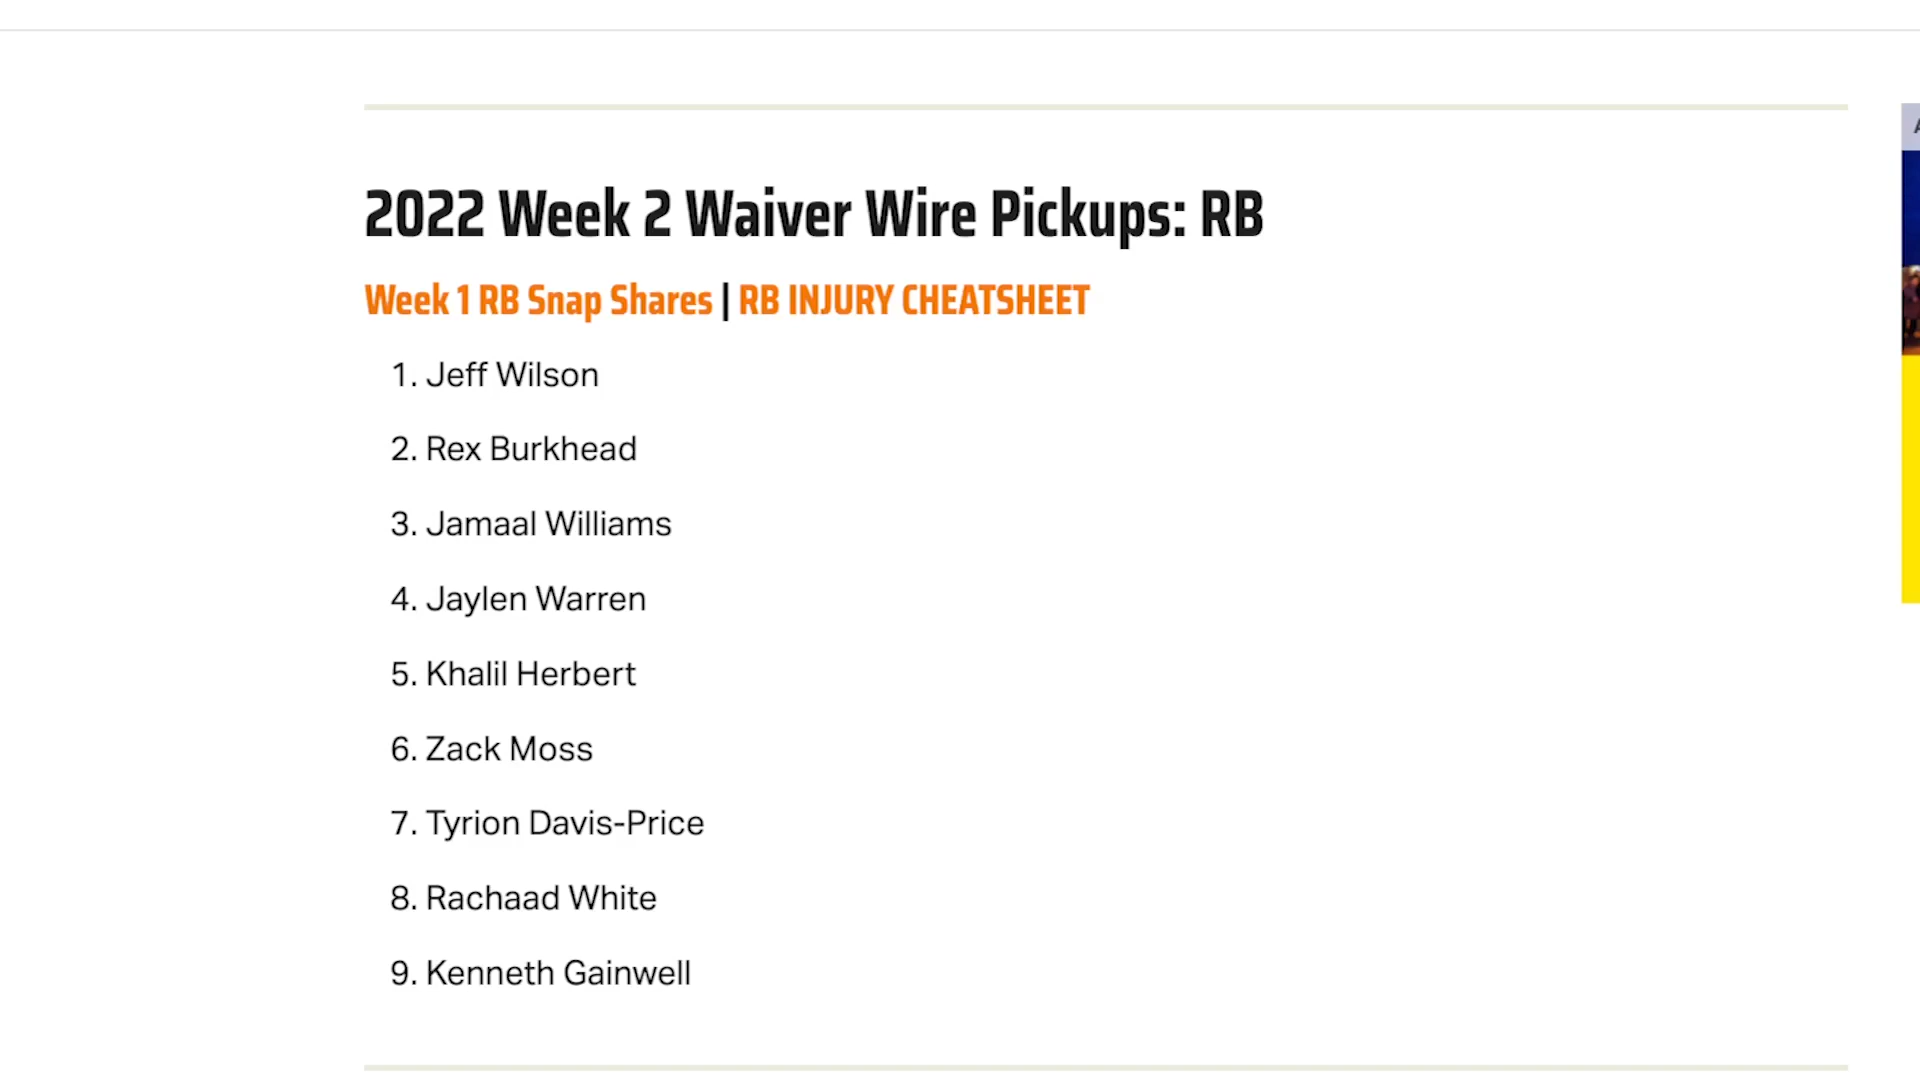 2022 Week 2 Waiver Wire Pickups: RB
Week 1 RB Snap Shares | RB INJURY CHEATSHEET
1. Jeff Wilson
2. Rex Burkhead
3. Jamaal Williams
4. Jaylen Warren
5. Khalil Herbert
6. Zack Moss
7. Tyrion Davis-Price
8. Rachaad White
9. Kenneth Gainwell